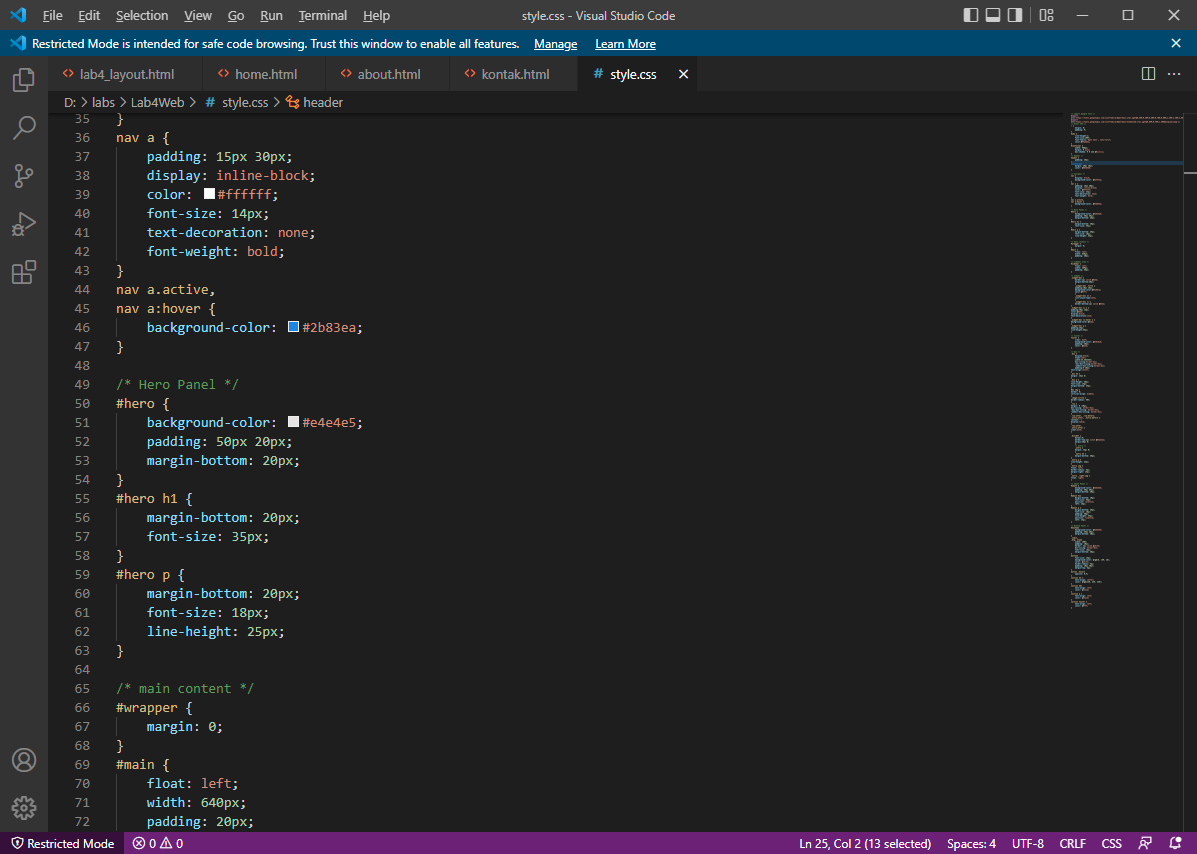 File Edit Selection View Go Run Terminal Help style.css - Visual Studio Code
Restricted Mode is intended for safe code browsing. Trust this window to enable all features. Manage Learn More
<> lab4_layout.html <> home.html <> about.html <> kontak.html # style.css
D: > labs > Lab4Web > # style.css > header
35 }
36 nav a {
37     padding: 15px 30px;
38     display: inline-block;
39     color: #ffffff;
40     font-size: 14px;
41     text-decoration: none;
42     font-weight: bold;
43 }
44 nav a.active,
45 nav a:hover {
46     background-color: #2b83ea;
47 }
48
49 /* Hero Panel */
50 #hero {
51     background-color: #e4e4e5;
52     padding: 50px 20px;
53     margin-bottom: 20px;
54 }
55 #hero h1 {
56     margin-bottom: 20px;
57     font-size: 35px;
58 }
59 #hero p {
60     margin-bottom: 20px;
61     font-size: 18px;
62     line-height: 25px;
63 }
64
65 /* main content */
66 #wrapper {
67     margin: 0;
68 }
69 #main {
70     float: left;
71     width: 640px;
72     padding: 20px;
Restricted Mode 0 0 Ln 25, Col 2 (13 selected) Spaces: 4 UTF-8 CRLF CSS